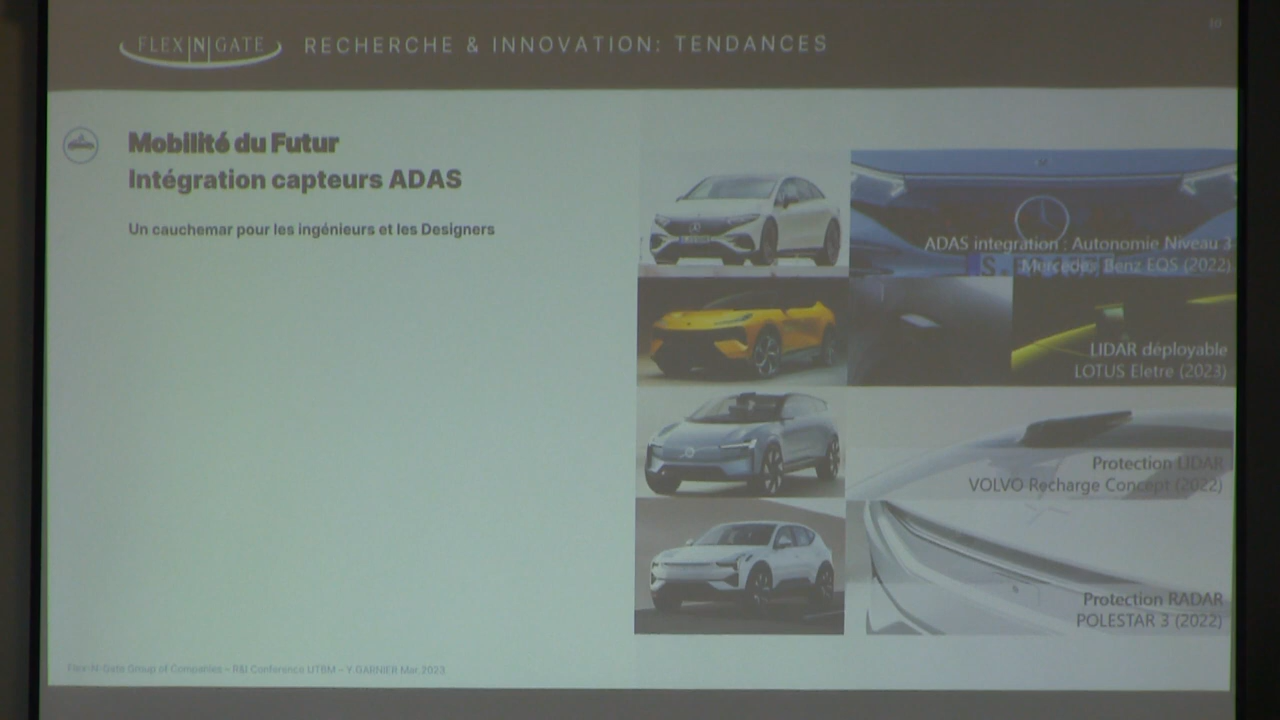 FLEX|N|GATE RECHERCHE & INNOVATION: TENDANCES
10
Mobilité du Futur
Intégration capteurs ADAS
Un cauchemar pour les ingénieurs et les Designers
ADAS integration : Autonomie Niveau 3
Mercedes Benz EQS (2022)
LIDAR déployable
LOTUS Eletre (2023)
Protection LIDAR
VOLVO Recharge Concept (2022)
Protection RADAR
POLESTAR 3 (2022)
Flex-N-Gate Group of Companies – R&I Conference UTBM – Y GARNIER Mar 2023